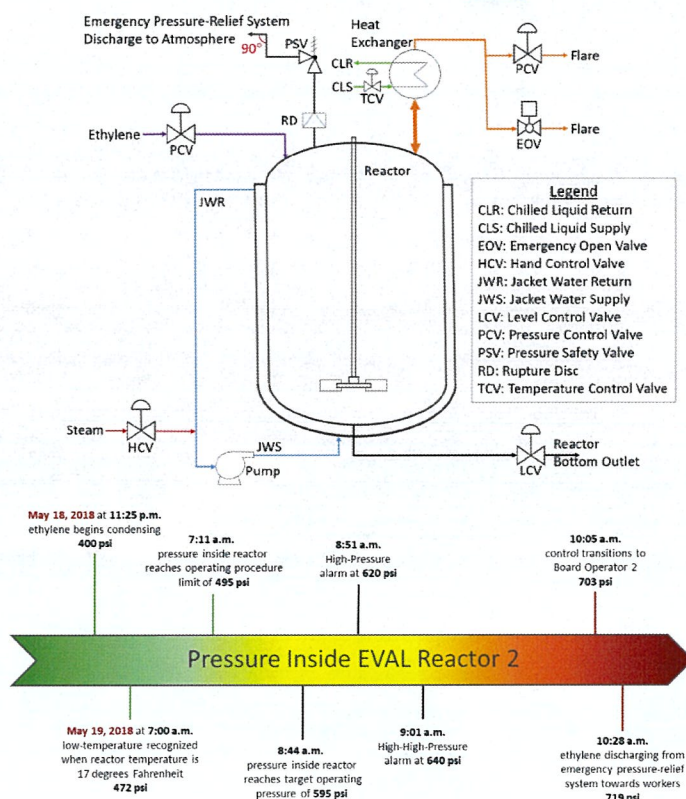 Emergency Pressure-Relief System
Discharge to Atmosphere
90°
PSV
RD
Heat
Exchanger
CLR
CLS
TCV
PCV
Flare
EOV
Flare
Ethylene
PCV
JWR
Reactor
Legend
CLR: Chilled Liquid Return
CLS: Chilled Liquid Supply
EOV: Emergency Open Valve
HCV: Hand Control Valve
JWR: Jacket Water Return
JWS: Jacket Water Supply
LCV: Level Control Valve
PCV: Pressure Control Valve
PSV: Pressure Safety Valve
RD: Rupture Disc
TCV: Temperature Control Valve
Steam
HCV
JWS
Pump
LCV
Reactor
Bottom Outlet
May 18, 2018 at 11:25 p.m.
ethylene begins condensing
400 psi
7:11 a.m.
pressure inside reactor
reaches operating procedure
limit of 495 psi
8:51 a.m.
High-Pressure
alarm at 620 psi
10:05 a.m.
control transitions to
Board Operator 2
703 psi
Pressure Inside EVAL Reactor 2
May 19, 2018 at 7:00 a.m.
low-temperature recognized
when reactor temperature is
17 degrees Fahrenheit
472 psi
8:44 a.m.
pressure inside reactor
reaches target operating
pressure of 595 psi
9:01 a.m.
High-High-Pressure
alarm at 640 psi
10:28 a.m.
ethylene discharging from
emergency pressure-relief
system towards workers
719 psi